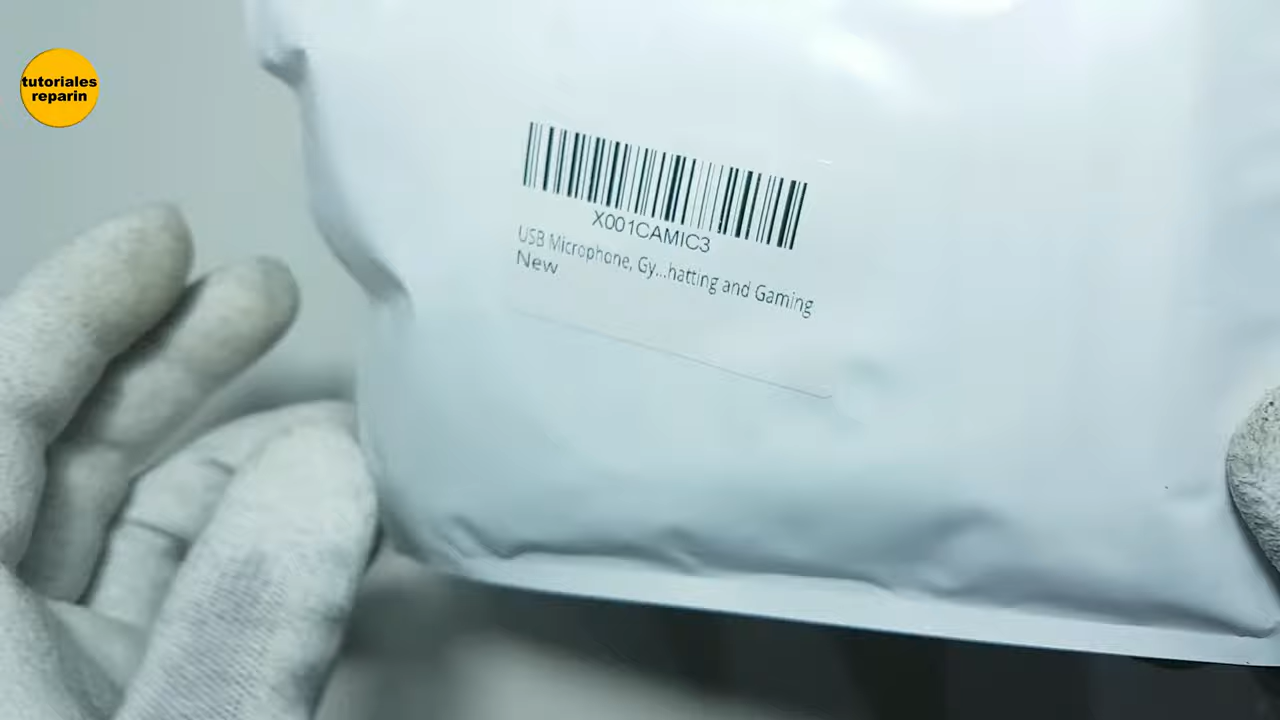 tutoriales
reparin
X001CAMIC3
USB Microphone, Gy...hatting and Gaming
New